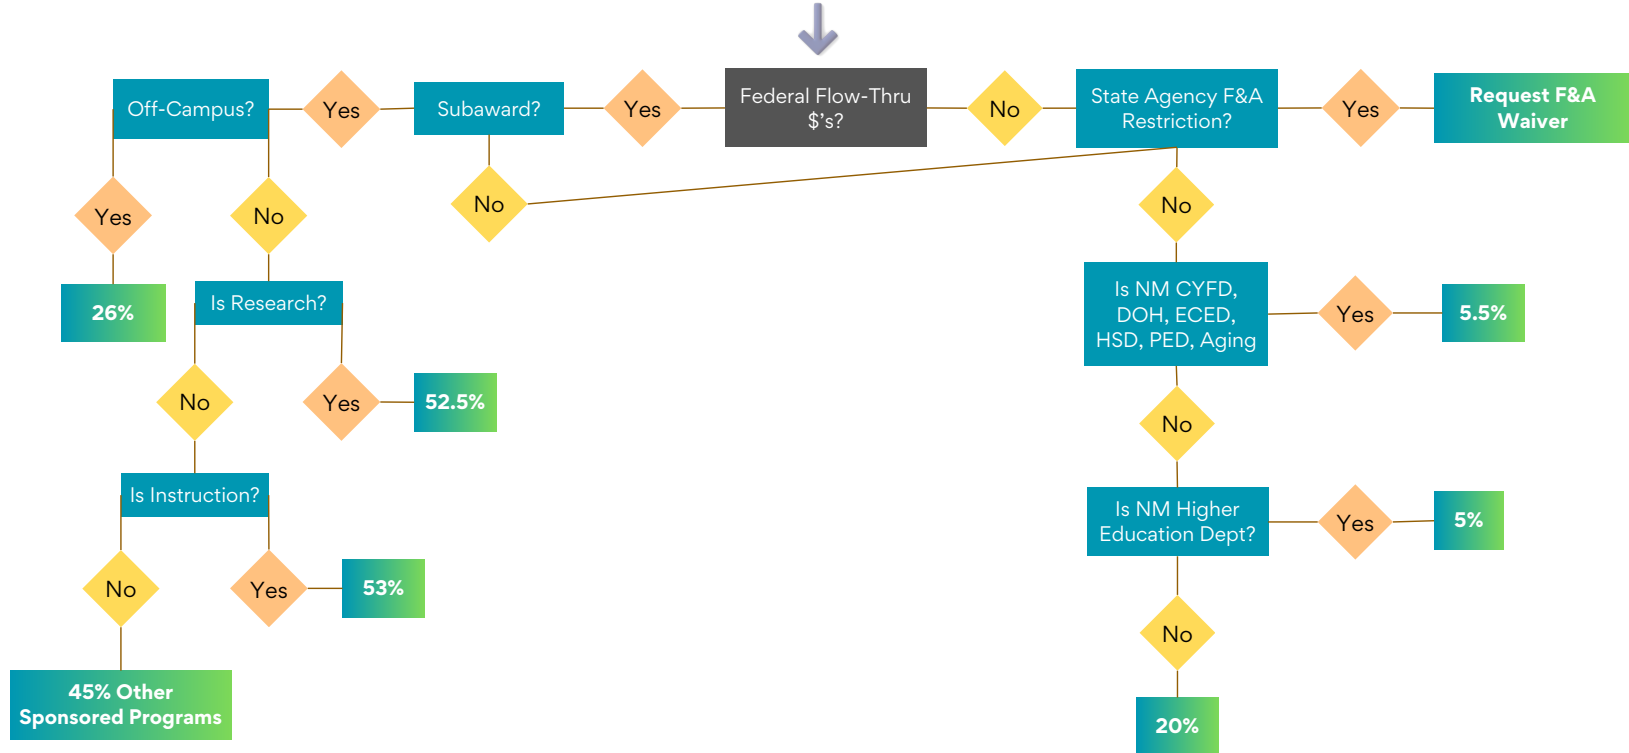 Off-Campus?
Yes
Subaward?
Yes
Federal Flow-Thru
$'s?
No
State Agency F&A
Restriction?
Yes
Request F&A
Waiver
Yes
No
No
No
26%
Is Research?
Is NM CYFD,
DOH, ECED,
HSD, PED, Aging
Yes
5.5%
No
Yes
52.5%
No
Is Instruction?
Is NM Higher
Education Dept?
Yes
5%
No
Yes
53%
No
45% Other
Sponsored Programs
20%